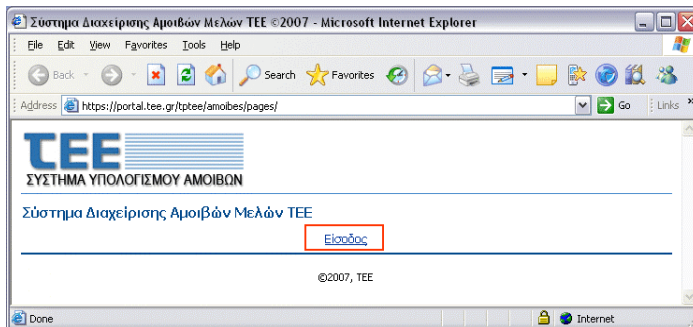 Σύστημα Διαχείρισης Αμοιβών Μελών ΤΕΕ ©2007 - Microsoft Internet Explorer
File Edit View Favorites Tools Help
Back Search Favorites
Address https://portal.tee.gr/tptee/amoibes/pages/ Go Links »
ΤΕΕ
ΣΥΣΤΗΜΑ ΥΠΟΛΟΓΙΣΜΟΥ ΑΜΟΙΒΩΝ
Σύστημα Διαχείρισης Αμοιβών Μελών ΤΕΕ
Είσοδος
©2007, ΤΕΕ
Done Internet